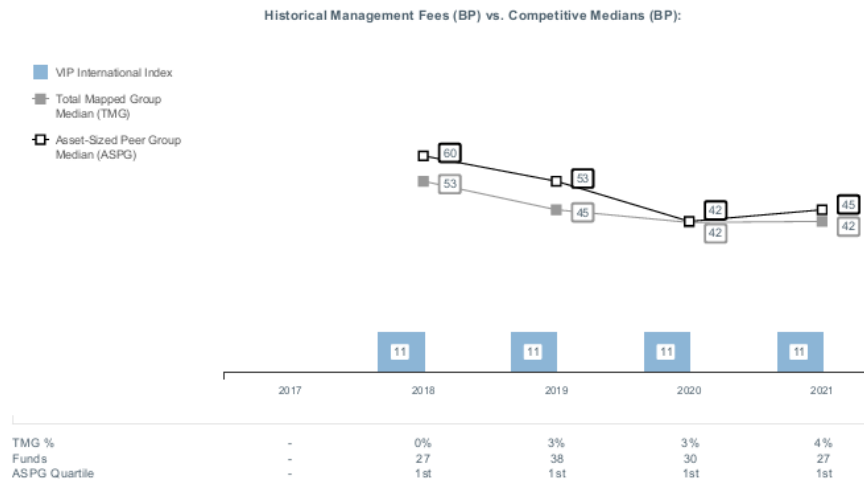 Historical Management Fees (BP) vs. Competitive Medians (BP):
VIP International Index
Total Mapped Group
Median (TMG)
Asset-Sized Peer Group
Median (ASPG)
60 53 42 45
53 45 42 42
11 11 11 11
2017 2018 2019 2020 2021
TMG % - 0% 3% 3% 4%
Funds - 27 38 30 27
ASPG Quartile - 1st 1st 1st 1st